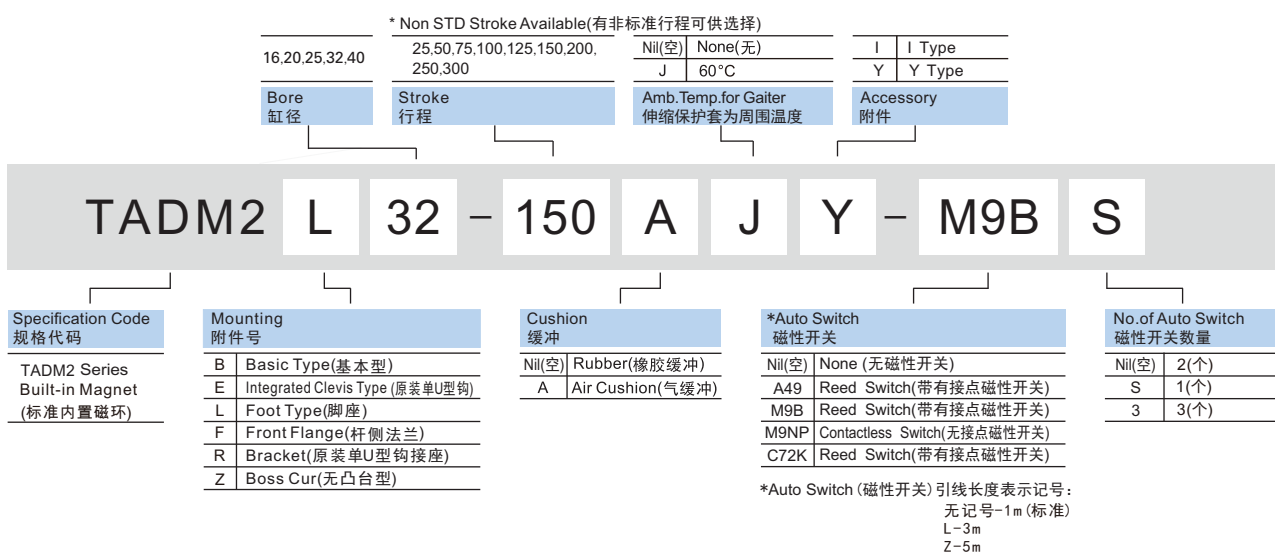 * Non STD Stroke Available(有非标准行程可供选择)
16,20,25,32,40
Bore
缸径
25,50,75,100,125,150,200,
250,300
Stroke
行程
Nil(空) None(无)
J 60°C
Amb.Temp.for Gaiter
伸缩保护套为周围温度
I I Type
Y Y Type
Accessory
附件
TADM2 L 32 - 150 A J Y - M9B S
Specification Code
规格代码
TADM2 Series
Built-in Magnet
(标准内置磁环)
Mounting
附件号
B Basic Type(基本型)
E Integrated Clevis Type (原装单U型钩)
L Foot Type(脚座)
F Front Flange(杆侧法兰)
R Bracket(原装单U型钩接座)
Z Boss Cur(无凸台型)
Cushion
缓冲
Nil(空) Rubber(橡胶缓冲)
A Air Cushion(气缓冲)
*Auto Switch
磁性开关
Nil(空) None (无磁性开关)
A49 Reed Switch(带有接点磁性开关)
M9B Reed Switch(带有接点磁性开关)
M9NP Contactless Switch(无接点磁性开关)
C72K Reed Switch(带有接点磁性开关)
*Auto Switch (磁性开关) 引线长度表示记号:
无记号-1m (标准)
L-3m
Z-5m
No.of Auto Switch
磁性开关数量
Nil(空) 2(个)
S 1(个)
3 3(个)